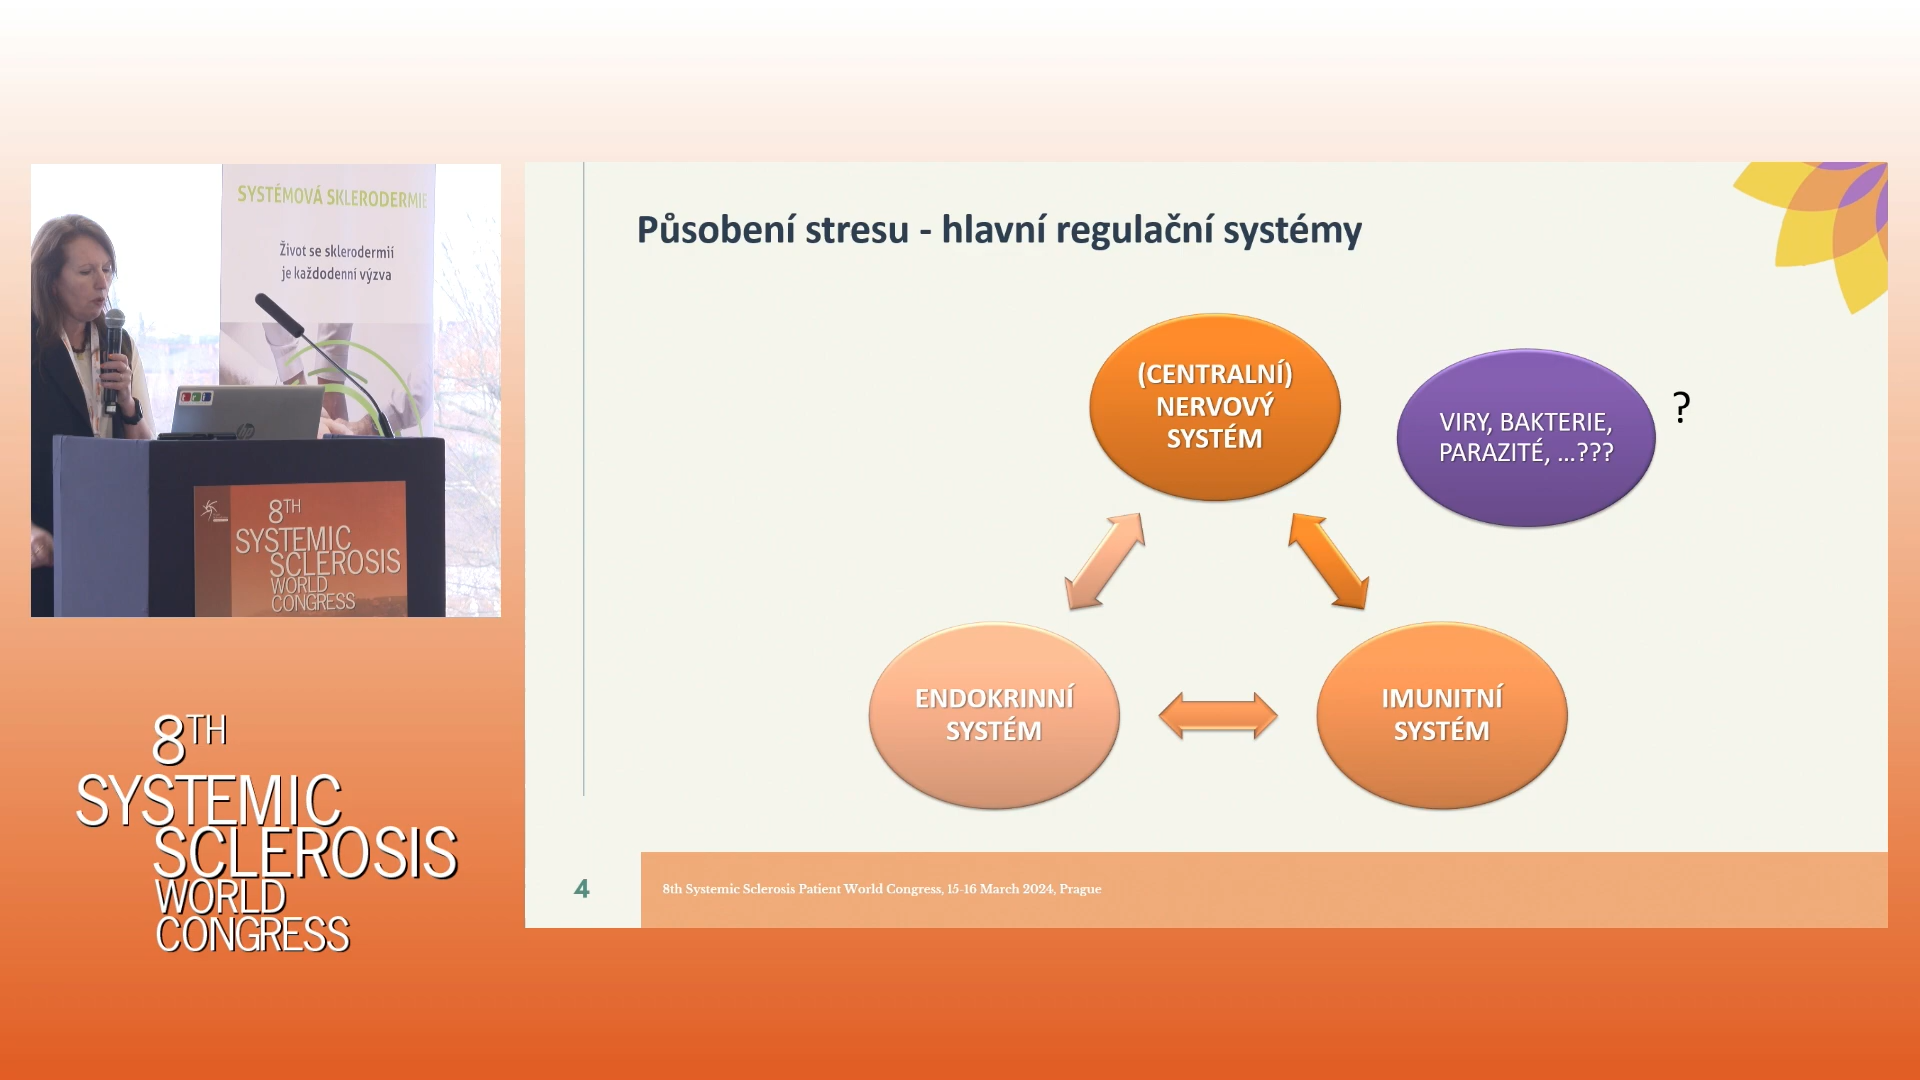 SYSTÉMOVÁ SKLERODERMIE
Život se sklerodermií
je každodenní výzva
hp
8TH
SYSTEMIC
SCLEROSIS
WORLD
CONGRESS
8TH
SYSTEMIC
SCLEROSIS
WORLD
CONGRESS
Působení stresu - hlavní regulační systémy
(CENTRALNÍ)
NERVOVÝ
SYSTÉM
VIRY, BAKTERIE,
PARAZITÉ, ...???
?
ENDOKRINNÍ
SYSTÉM
IMUNITNÍ
SYSTÉM
4
8th Systemic Sclerosis Patient World Congress, 15-16 March 2024, Prague